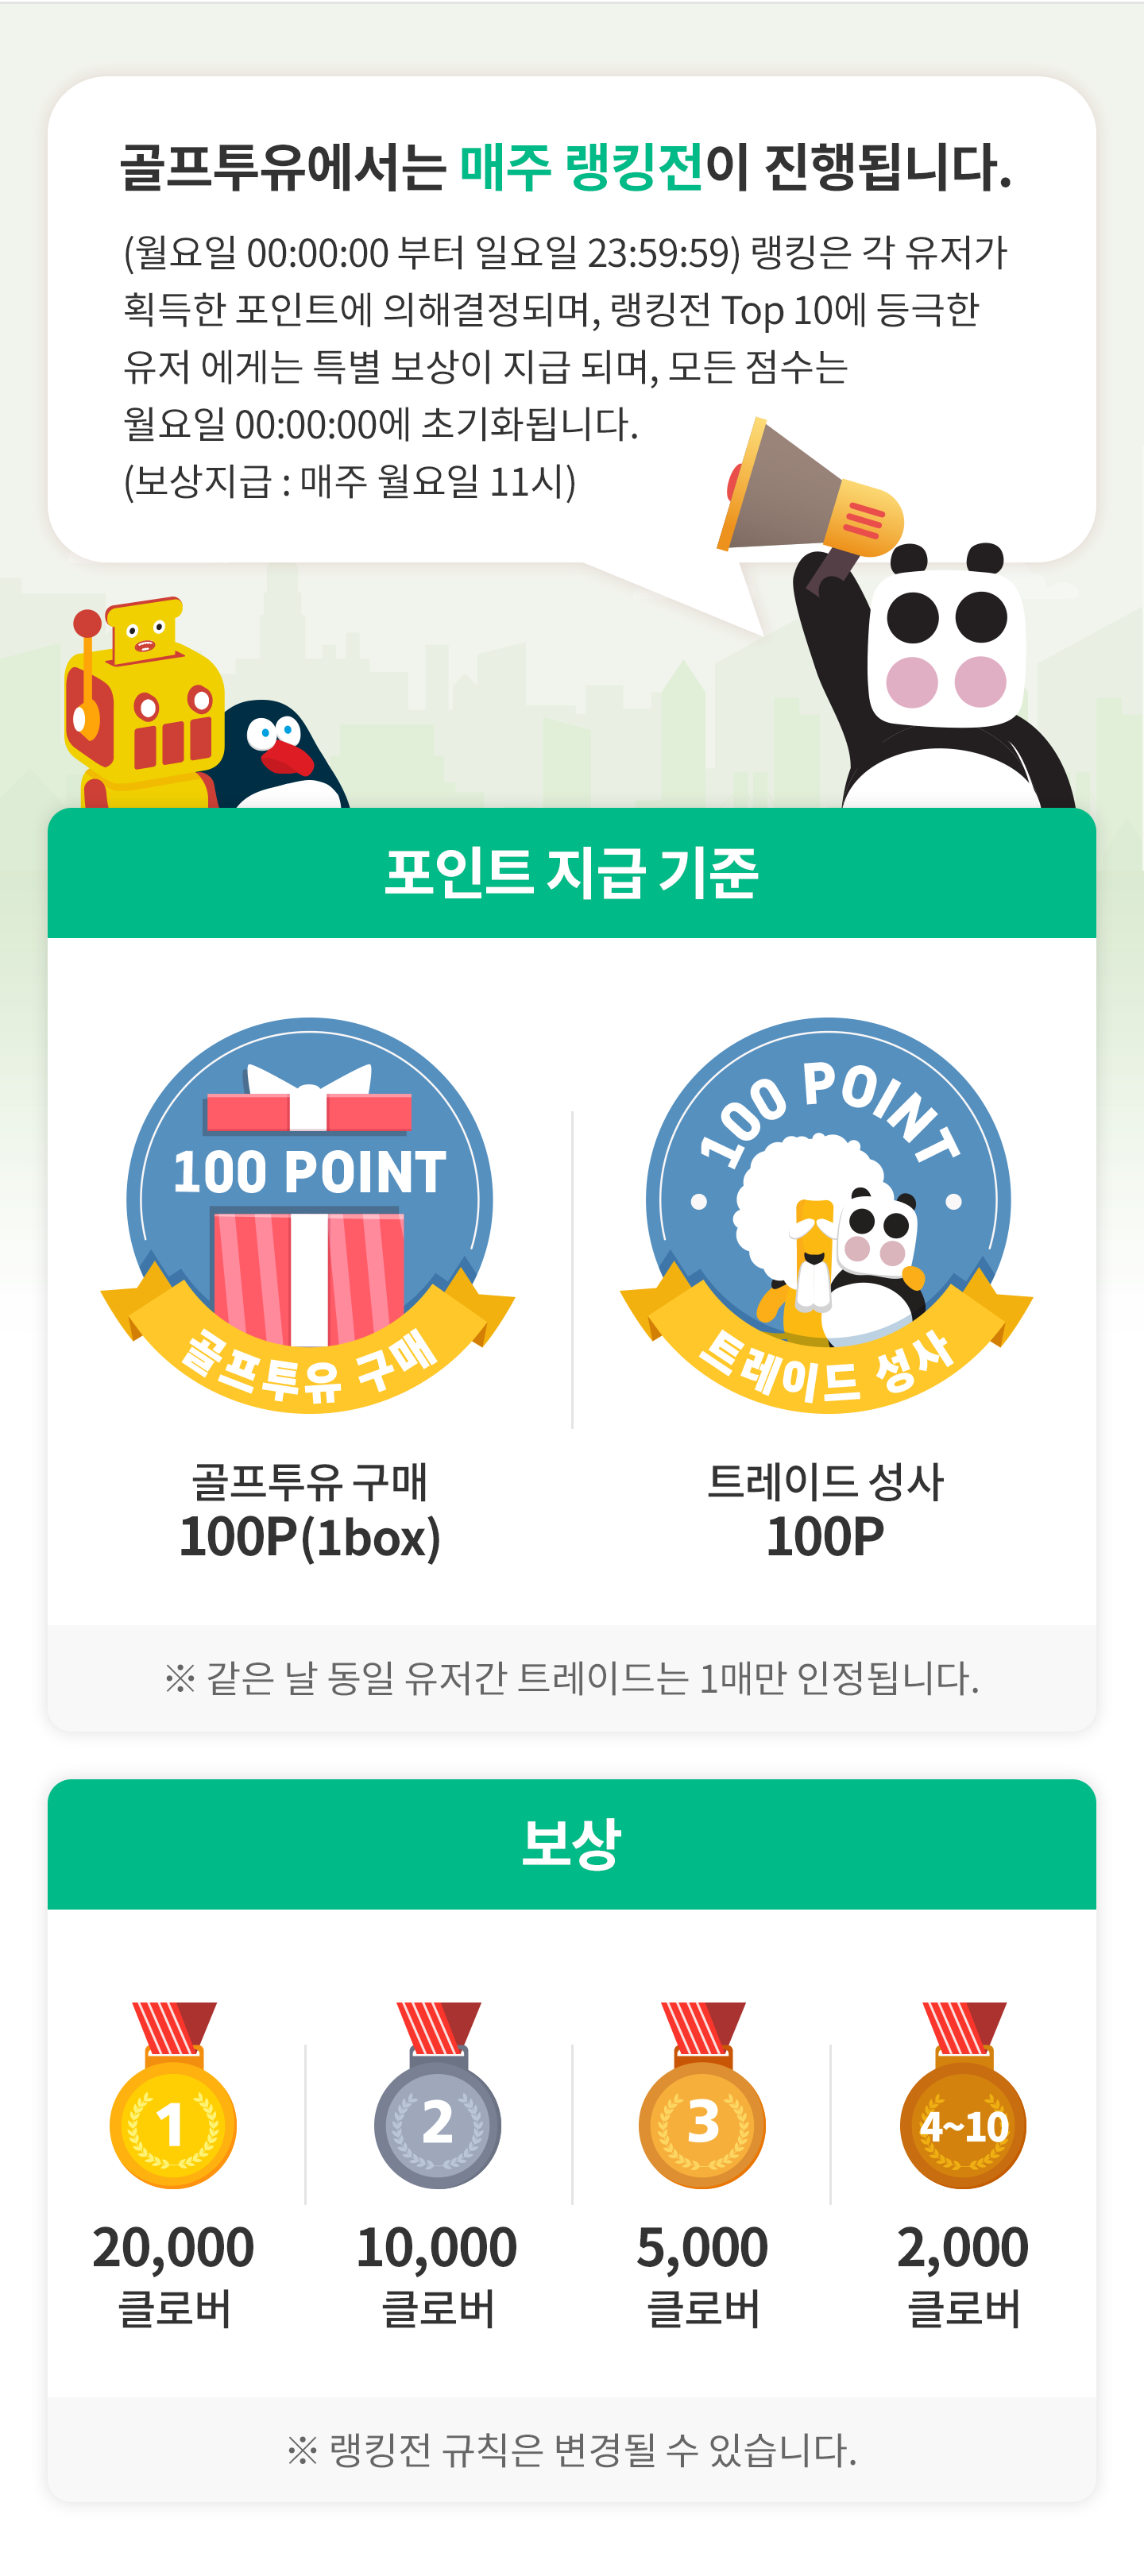 골프투유에서는 매주 랭킹전이 진행됩니다.
(월요일 00:00:00 부터 일요일 23:59:59) 랭킹은 각 유저가
획득한 포인트에 의해결정되며, 랭킹전 Top 10에 등극한
유저 에게는 특별 보상이 지급 되며, 모든 점수는
월요일 00:00:00에 초기화됩니다.
(보상지급 : 매주 월요일 11시)
포인트 지급 기준
100 POINT
골프투유 구매
골프투유 구매
100P(1box)
100 POINT
트레이드 성사
트레이드 성사
100P
※ 같은 날 동일 유저간 트레이드는 1매만 인정됩니다.
보상
1
20,000
클로버
2
10,000
클로버
3
5,000
클로버
4~10
2,000
클로버
※ 랭킹전 규칙은 변경될 수 있습니다.